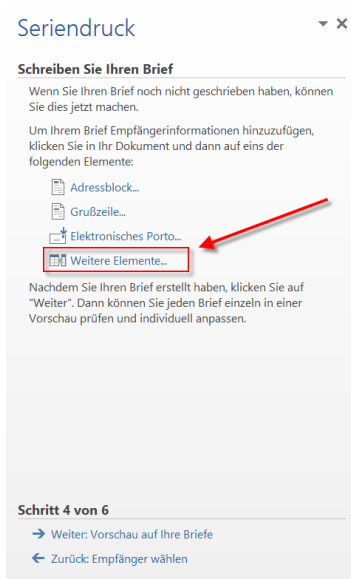 Seriendruck
Schreiben Sie Ihren Brief
Wenn Sie Ihren Brief noch nicht geschrieben haben, können
Sie dies jetzt machen.
Um Ihrem Brief Empfängerinformationen hinzuzufügen,
klicken Sie in Ihr Dokument und dann auf eins der
folgenden Elemente:
Adressblock...
Grußzeile...
Elektronisches Porto...
Weitere Elemente...
Nachdem Sie Ihren Brief erstellt haben, klicken Sie auf
"Weiter". Dann können Sie jeden Brief einzeln in einer
Vorschau prüfen und individuell anpassen.
Schritt 4 von 6
Weiter: Vorschau auf Ihre Briefe
Zurück: Empfänger wählen